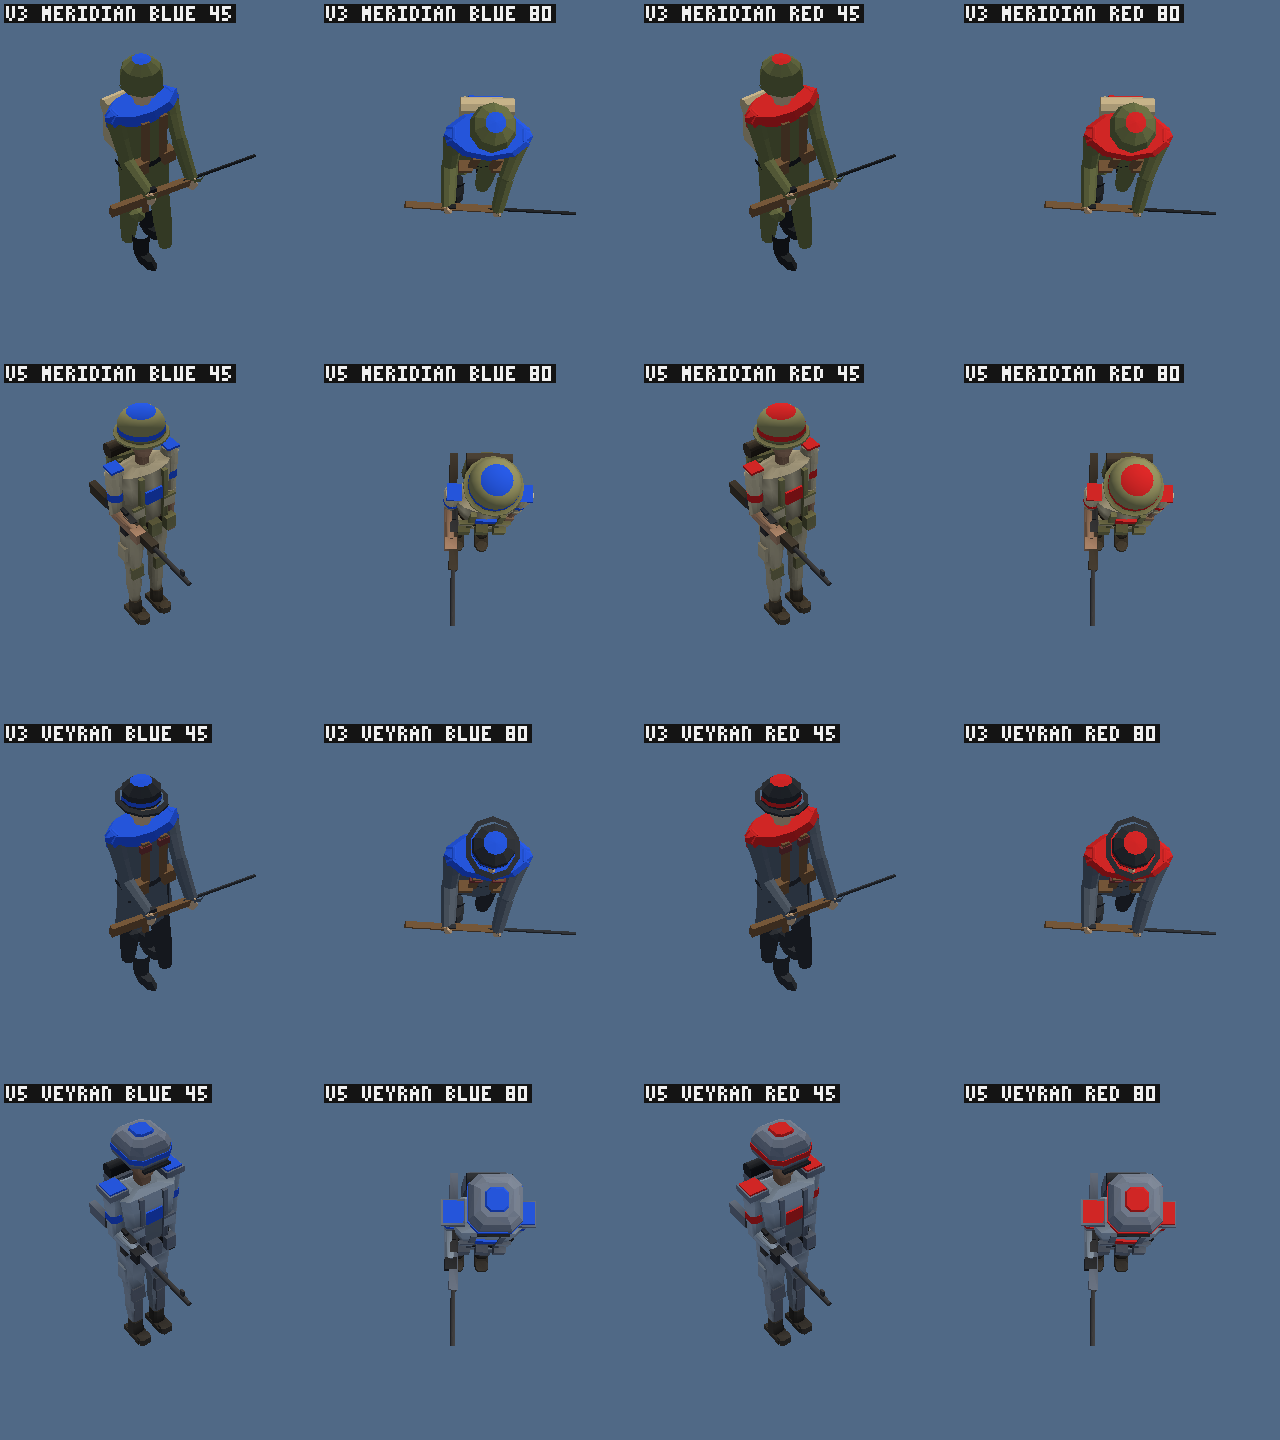 V3 MERIDIAN BLUE 45
V3 MERIDIAN BLUE 80
V3 MERIDIAN RED 45
V3 MERIDIAN RED 80
V5 MERIDIAN BLUE 45
V5 MERIDIAN BLUE 80
V5 MERIDIAN RED 45
V5 MERIDIAN RED 80
V3 VEYRAN BLUE 45
V3 VEYRAN BLUE 80
V3 VEYRAN RED 45
V3 VEYRAN RED 80
V5 VEYRAN BLUE 45
V5 VEYRAN BLUE 80
V5 VEYRAN RED 45
V5 VEYRAN RED 80